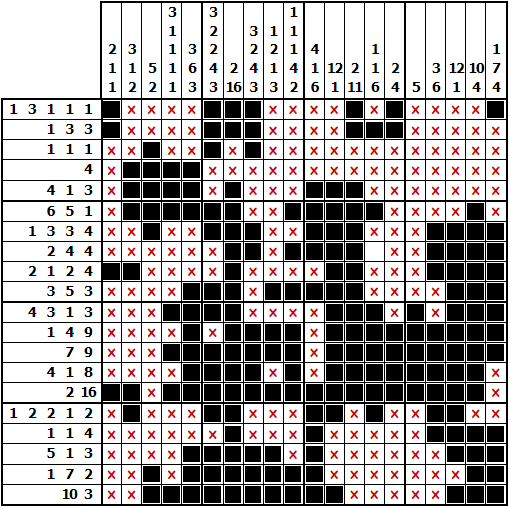 3 3 1
1 2 3 1 1
2 3 1 3 2 2 2 1 4 1 1
1 1 5 1 6 4 2 4 1 4 1 12 2 1 2 3 12 10 7
1 2 2 1 3 3 16 3 3 2 6 1 11 6 4 5 6 1 4 4
1 3 1 1 1
1 3 3
1 1 1
4
4 1 3
6 5 1
1 3 3 4
2 4 4
2 1 2 4
3 5 3
4 3 1 3
1 4 9
7 9
4 1 8
2 16
1 2 2 1 2
1 1 4
5 1 3
1 7 2
10 3